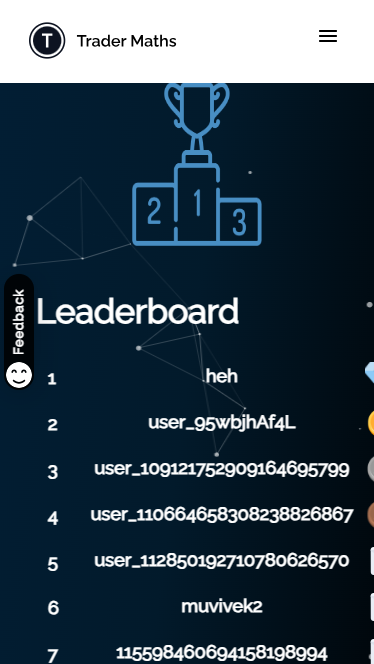 T Trader Maths
2 1 3
Feedback
Leaderboard
1 heh
2 user_95wbjhAf4L
3 user_109121752909164695799
4 user_110664658308238826867
5 user_112850192710780626570
6 muvivek2
7 115598460694158198994